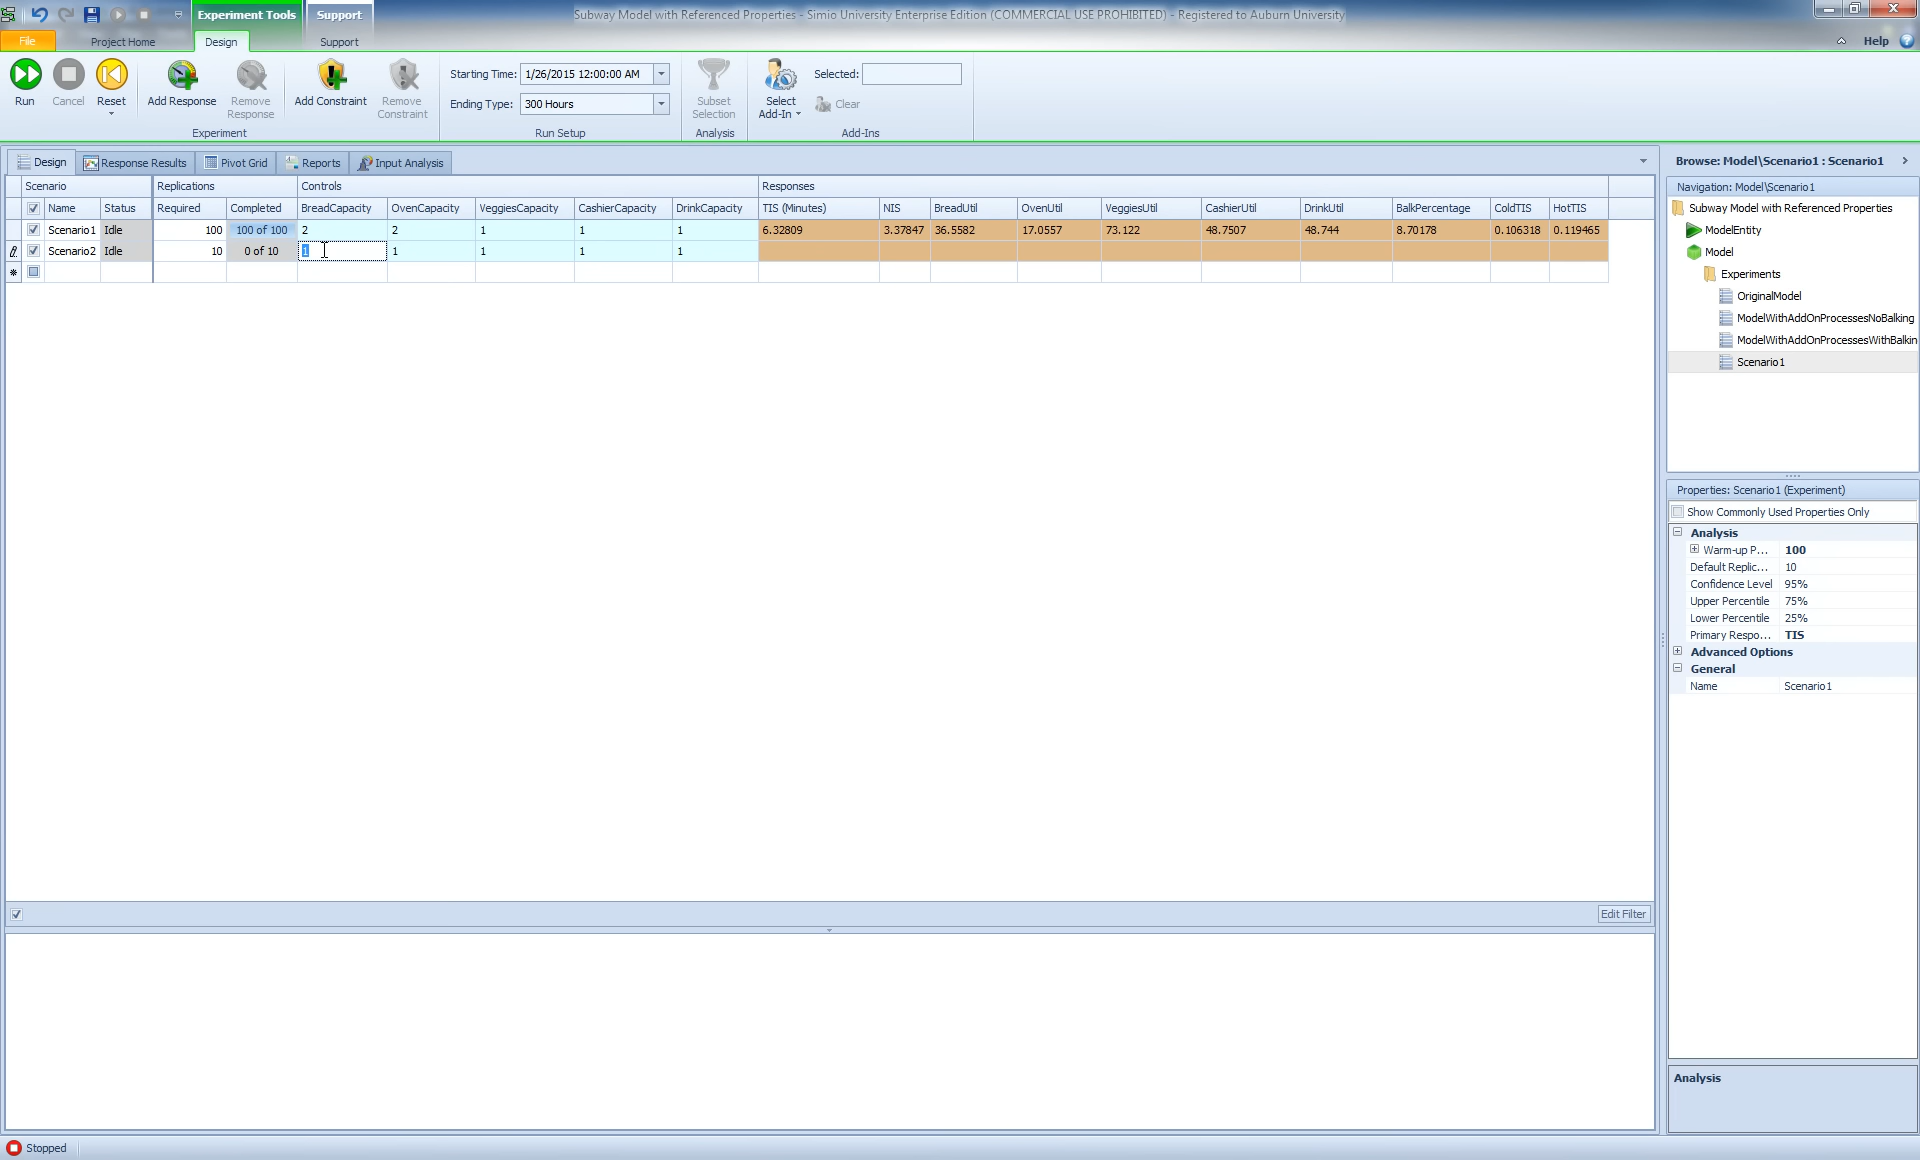 Experiment Tools
Support
Subway Model with Referenced Properties - Simio University Enterprise Edition (COMMERCIAL USE PROHIBITED) - Registered to Auburn University
File
Project Home
Design
Support
Help
Run
Cancel
Reset
Add Response
Remove
Response
Add Constraint
Remove
Constraint
Experiment
Starting Time: 1/26/2015 12:00:00 AM
Ending Type: 300 Hours
Run Setup
Subset
Selection
Analysis
Select
Add-In
Selected:
Clear
Add-Ins
Design Response Results Pivot Grid Reports Input Analysis
Scenario Replications Controls Responses
Name Status Required Completed BreadCapacity OvenCapacity VeggiesCapacity CashierCapacity DrinkCapacity TIS (Minutes) NIS BreadUtil OvenUtil VeggiesUtil CashierUtil DrinkUtil BalkPercentage ColdTIS HotTIS
Scenario1 Idle 100 100 of 100 2 2 1 1 1 6.32809 3.37847 36.5582 17.0557 73.122 48.7507 48.744 8.70178 0.106318 0.119465
Scenario2 Idle 10 0 of 10 1 1 1 1 1
Edit Filter
Stopped
Browse: Model\Scenario1 : Scenario1
Navigation: Model\Scenario1
Subway Model with Referenced Properties
ModelEntity
Model
Experiments
OriginalModel
ModelWithAddOnProcessesNoBalking
ModelWithAddOnProcessesWithBalkin
Scenario1
Properties: Scenario1 (Experiment)
Show Commonly Used Properties Only
Analysis
Warm-up P... 100
Default Replic... 10
Confidence Level 95%
Upper Percentile 75%
Lower Percentile 25%
Primary Respo... TIS
Advanced Options
General
Name Scenario1
Analysis